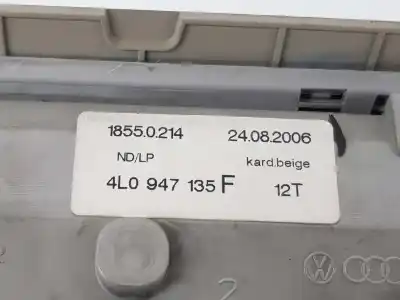 1855.0.214 24.08.2006
ND/LP kard.beige
4L0 947 135 F 12T
2